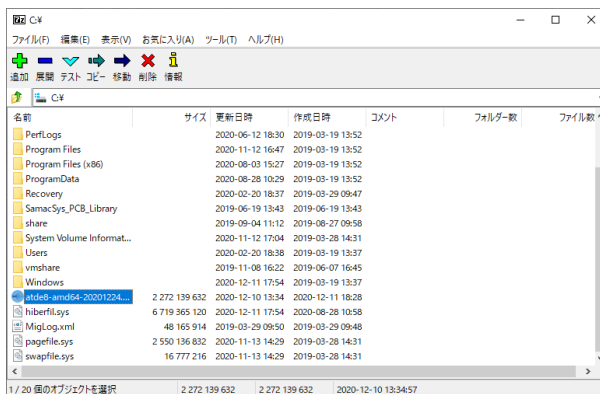 C:¥
ファイル(F) 編集(E) 表示(V) お気に入り(A) ツール(T) ヘルプ(H)
追加 展開 テスト コピー 移動 削除 情報
C:¥
名前 サイズ 更新日時 作成日時 コメント フォルダー数 ファイル数
PerfLogs 2020-06-12 18:30 2019-03-19 13:52
Program Files 2020-11-12 16:47 2019-03-19 13:52
Program Files (x86) 2020-08-03 15:27 2019-03-19 13:52
ProgramData 2020-08-28 10:29 2019-03-19 13:52
Recovery 2020-02-20 18:37 2019-03-29 09:47
SamacSys_PCB_Library 2019-06-19 13:43 2019-06-19 13:43
share 2019-09-04 11:12 2019-08-27 09:58
System Volume Informat... 2020-11-12 17:04 2019-03-28 14:31
Users 2020-02-20 18:38 2019-03-19 13:37
vmshare 2019-11-08 16:22 2019-06-07 16:45
Windows 2020-12-11 17:54 2019-03-19 13:37
atde8-amd64-20201224.... 2 272 139 632 2020-12-10 13:34 2020-12-11 18:28
hiberfil.sys 6 719 365 120 2020-12-11 17:54 2020-08-28 10:58
MigLog.xml 48 165 914 2019-03-29 09:50 2019-03-29 09:48
pagefile.sys 2 550 136 832 2020-11-13 14:29 2019-03-28 14:31
swapfile.sys 16 777 216 2020-11-13 14:29 2019-03-28 14:31
1 / 20 個のオブジェクトを選択 2 272 139 632 2 272 139 632 2020-12-10 13:34:57